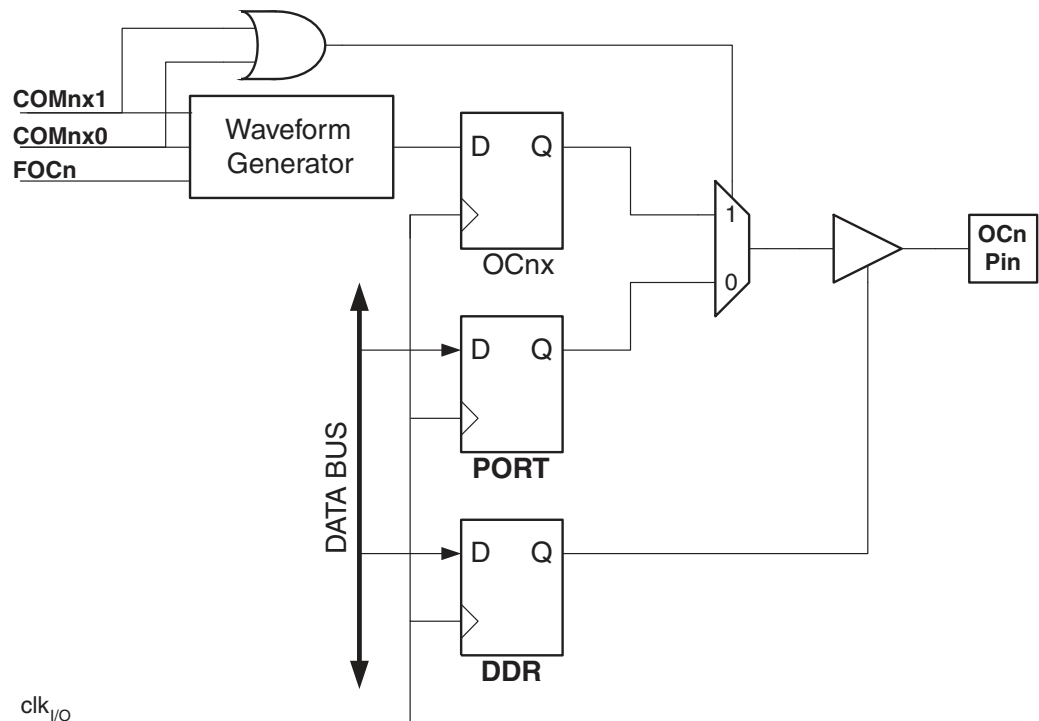 COMnx1
COMnx0
FOCn
Waveform
Generator
D Q
OCnx
1
0
OCn
Pin
D Q
PORT
DATA BUS
D Q
DDR
clkI/O